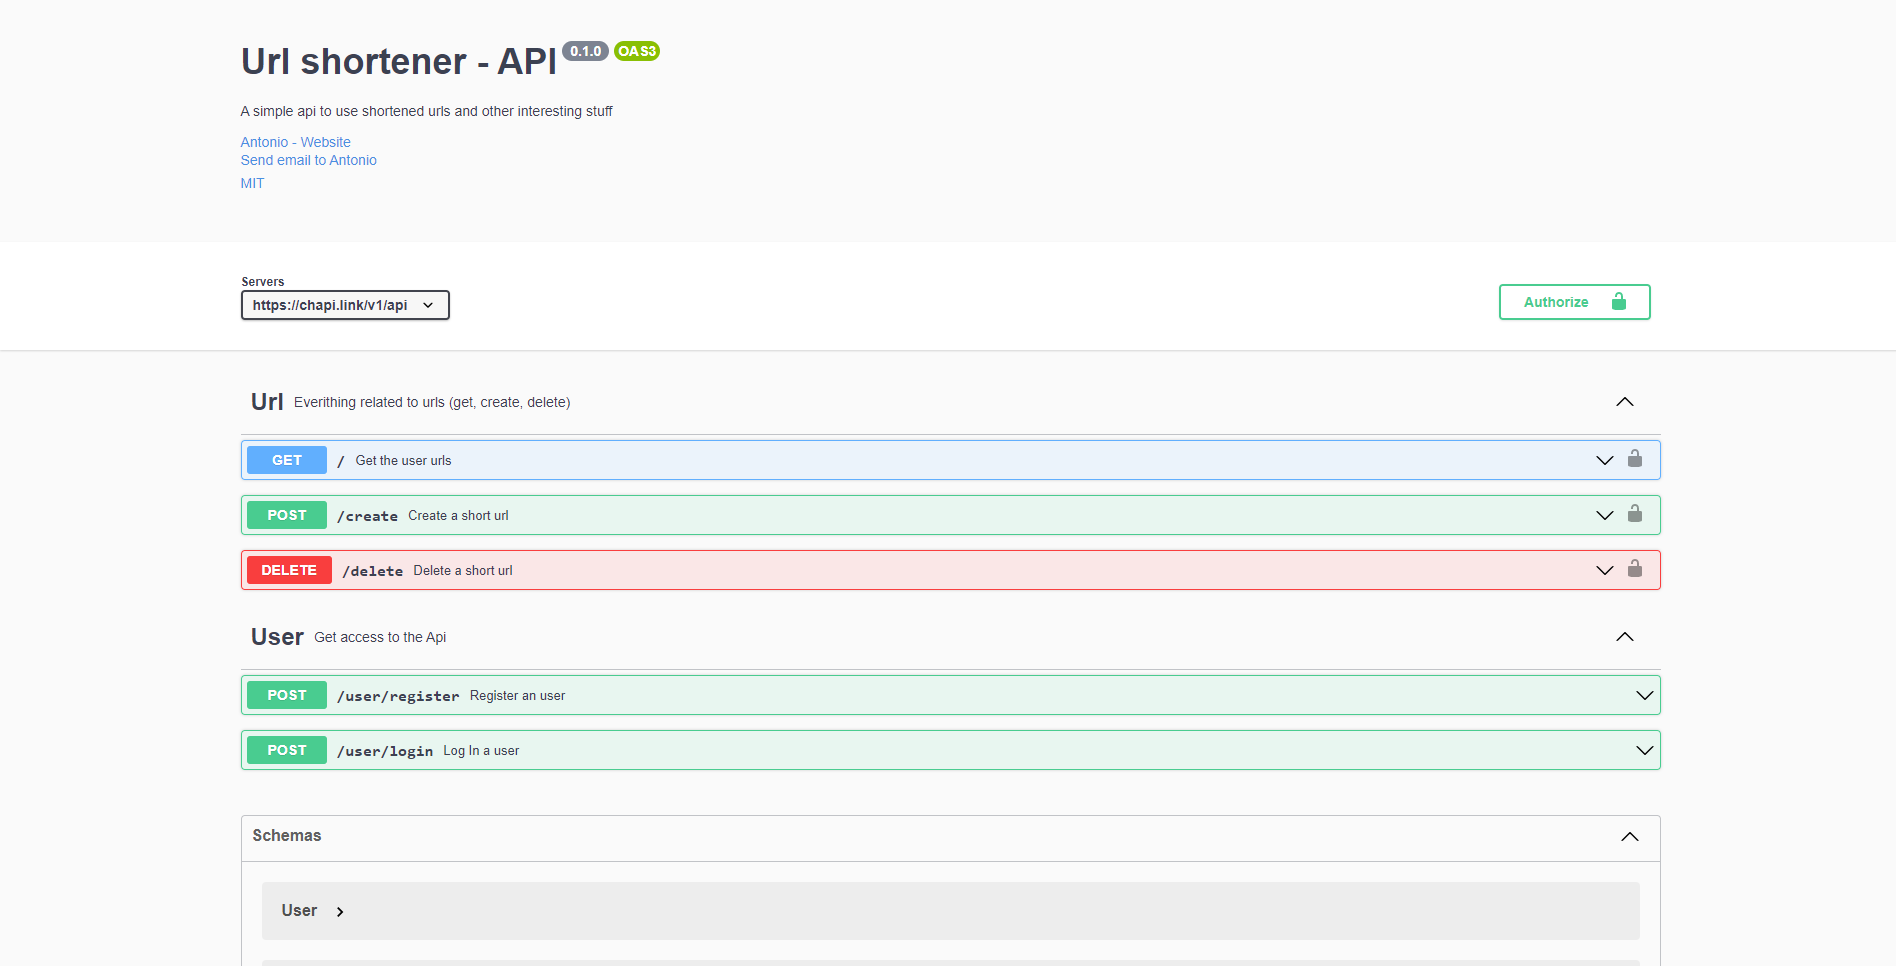 Url shortener - API 0.1.0 OAS3
A simple api to use shortened urls and other interesting stuff
Antonio - Website
Send email to Antonio
MIT
Servers
https://chapi.link/v1/api
Authorize
Url Everithing related to urls (get, create, delete)
GET / Get the user urls
POST /create Create a short url
DELETE /delete Delete a short url
User Get access to the Api
POST /user/register Register an user
POST /user/login Log In a user
Schemas
User